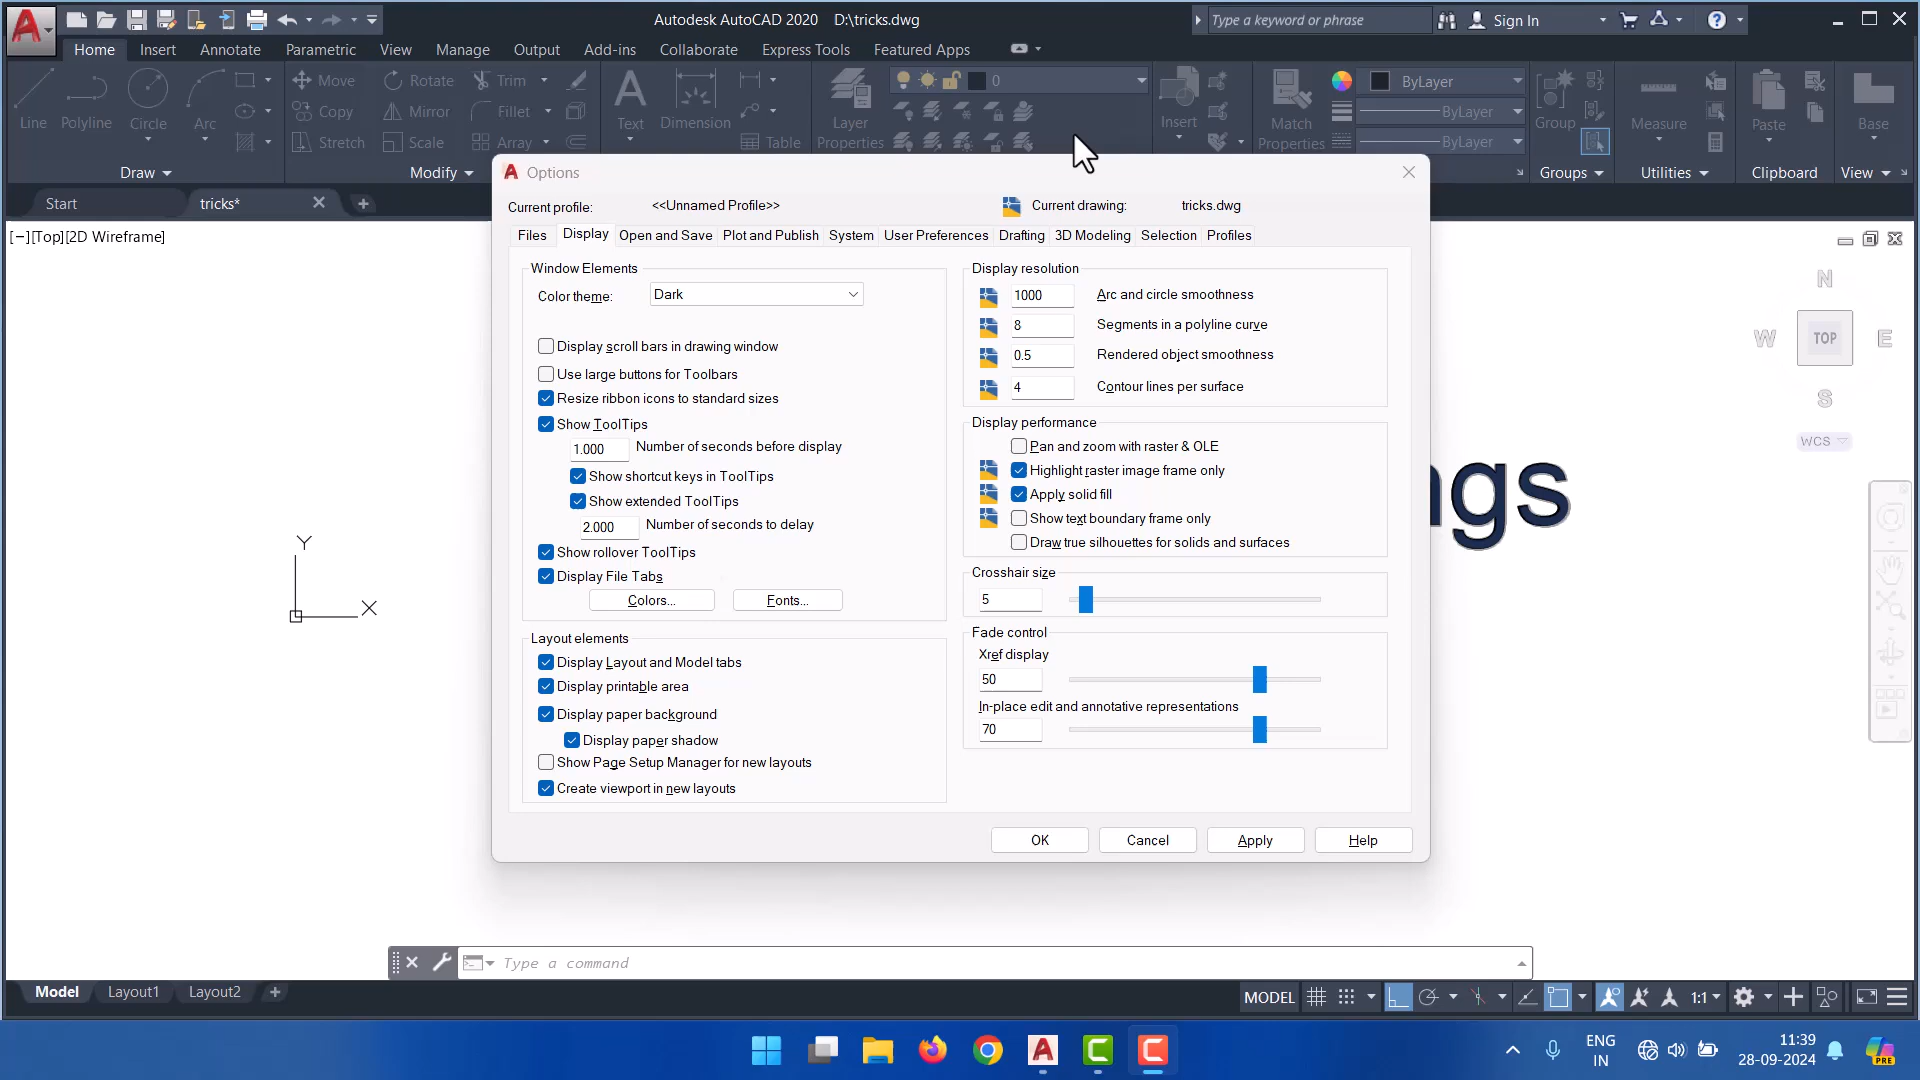 Autodesk AutoCAD 2020 D:\tricks.dwg
Type a keyword or phrase
Sign In
Home Insert Annotate Parametric View Manage Output Add-ins Collaborate Express Tools Featured Apps
Line Polyline Circle Arc
Move Rotate Trim
Copy Mirror Fillet
Stretch Scale Array
Text Dimension
Table
Layer
Properties
0
Insert
Match
Properties
ByLayer
ByLayer
ByLayer
Group
Measure
Paste
Base
Draw Modify Groups Utilities Clipboard View
Start tricks*
[−][Top][2D Wireframe]
Options
Current profile: <<Unnamed Profile>> Current drawing: tricks.dwg
Files Display Open and Save Plot and Publish System User Preferences Drafting 3D Modeling Selection Profiles
Window Elements
Color theme: Dark
Display scroll bars in drawing window
Use large buttons for Toolbars
Resize ribbon icons to standard sizes
Show ToolTips
1.000 Number of seconds before display
Show shortcut keys in ToolTips
Show extended ToolTips
2.000 Number of seconds to delay
Show rollover ToolTips
Display File Tabs
Colors... Fonts...
Layout elements
Display Layout and Model tabs
Display printable area
Display paper background
Display paper shadow
Show Page Setup Manager for new layouts
Create viewport in new layouts
Display resolution
1000 Arc and circle smoothness
8 Segments in a polyline curve
0.5 Rendered object smoothness
4 Contour lines per surface
Display performance
Pan and zoom with raster & OLE
Highlight raster image frame only
Apply solid fill
Show text boundary frame only
Draw true silhouettes for solids and surfaces
Crosshair size
5
Fade control
Xref display
50
In-place edit and annotative representations
70
OK Cancel Apply Help
N
W TOP E
S
WCS
Y
X
Type a command
Model Layout1 Layout2
MODEL 1:1
ENG
IN
11:39
28-09-2024
PRE